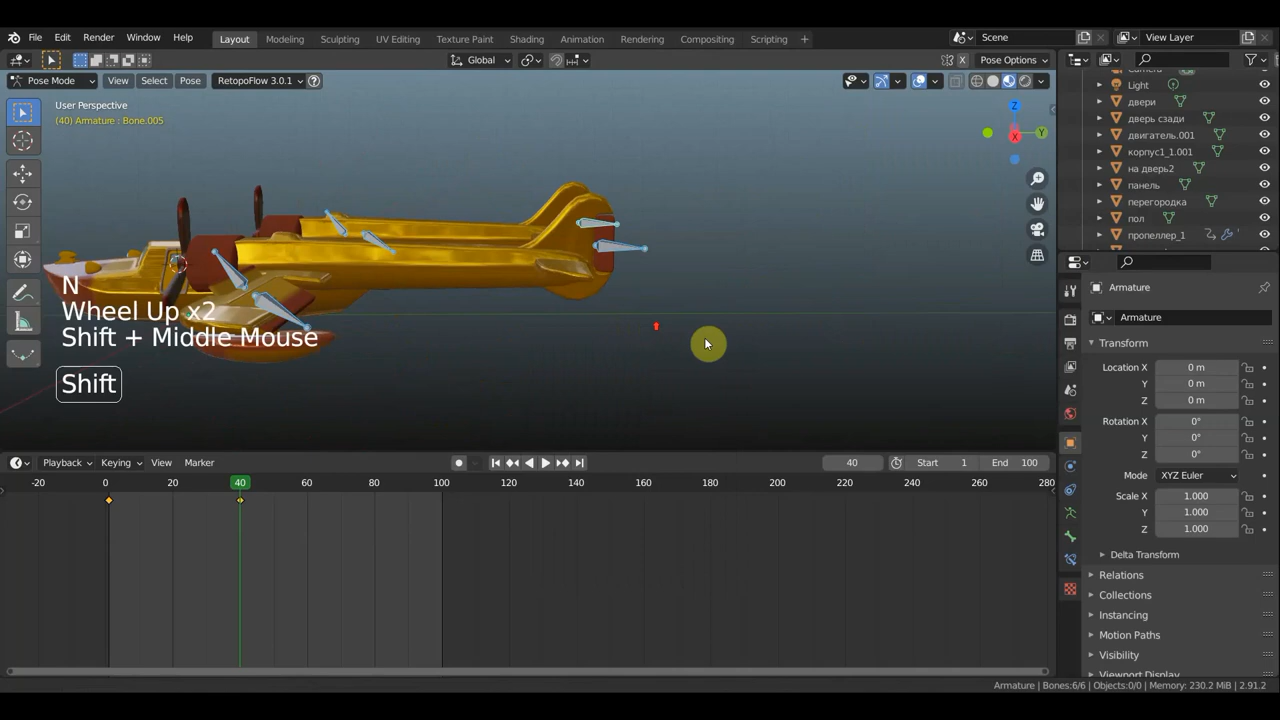 File Edit Render Window Help Layout Modeling Sculpting UV Editing Texture Paint Shading Animation Rendering Compositing Scripting + Scene View Layer
Global X Pose Options
Pose Mode View Select Pose RetopoFlow 3.0.1
User Perspective
(40) Armature : Bone.005
Z
Y
X
N
Wheel Up x2
Shift + Middle Mouse
Shift
Light
двери
дверь сзади
двигатель.001
корпус1_1.001
на дверь2
панель
перегородка
пол
пропеллер_1
Armature
Armature
Transform
Location X 0 m
Y 0 m
Z 0 m
Rotation X 0°
Y 0°
Z 0°
Mode XYZ Euler
Scale X 1.000
Y 1.000
Z 1.000
Delta Transform
Relations
Collections
Instancing
Motion Paths
Visibility
Viewport Display
Playback Keying View Marker 40 Start 1 End 100
-20 0 20 40 60 80 100 120 140 160 180 200 220 240 260 280
Armature | Bones:6/6 | Objects:0/0 | Memory: 230.2 MiB | 2.91.2